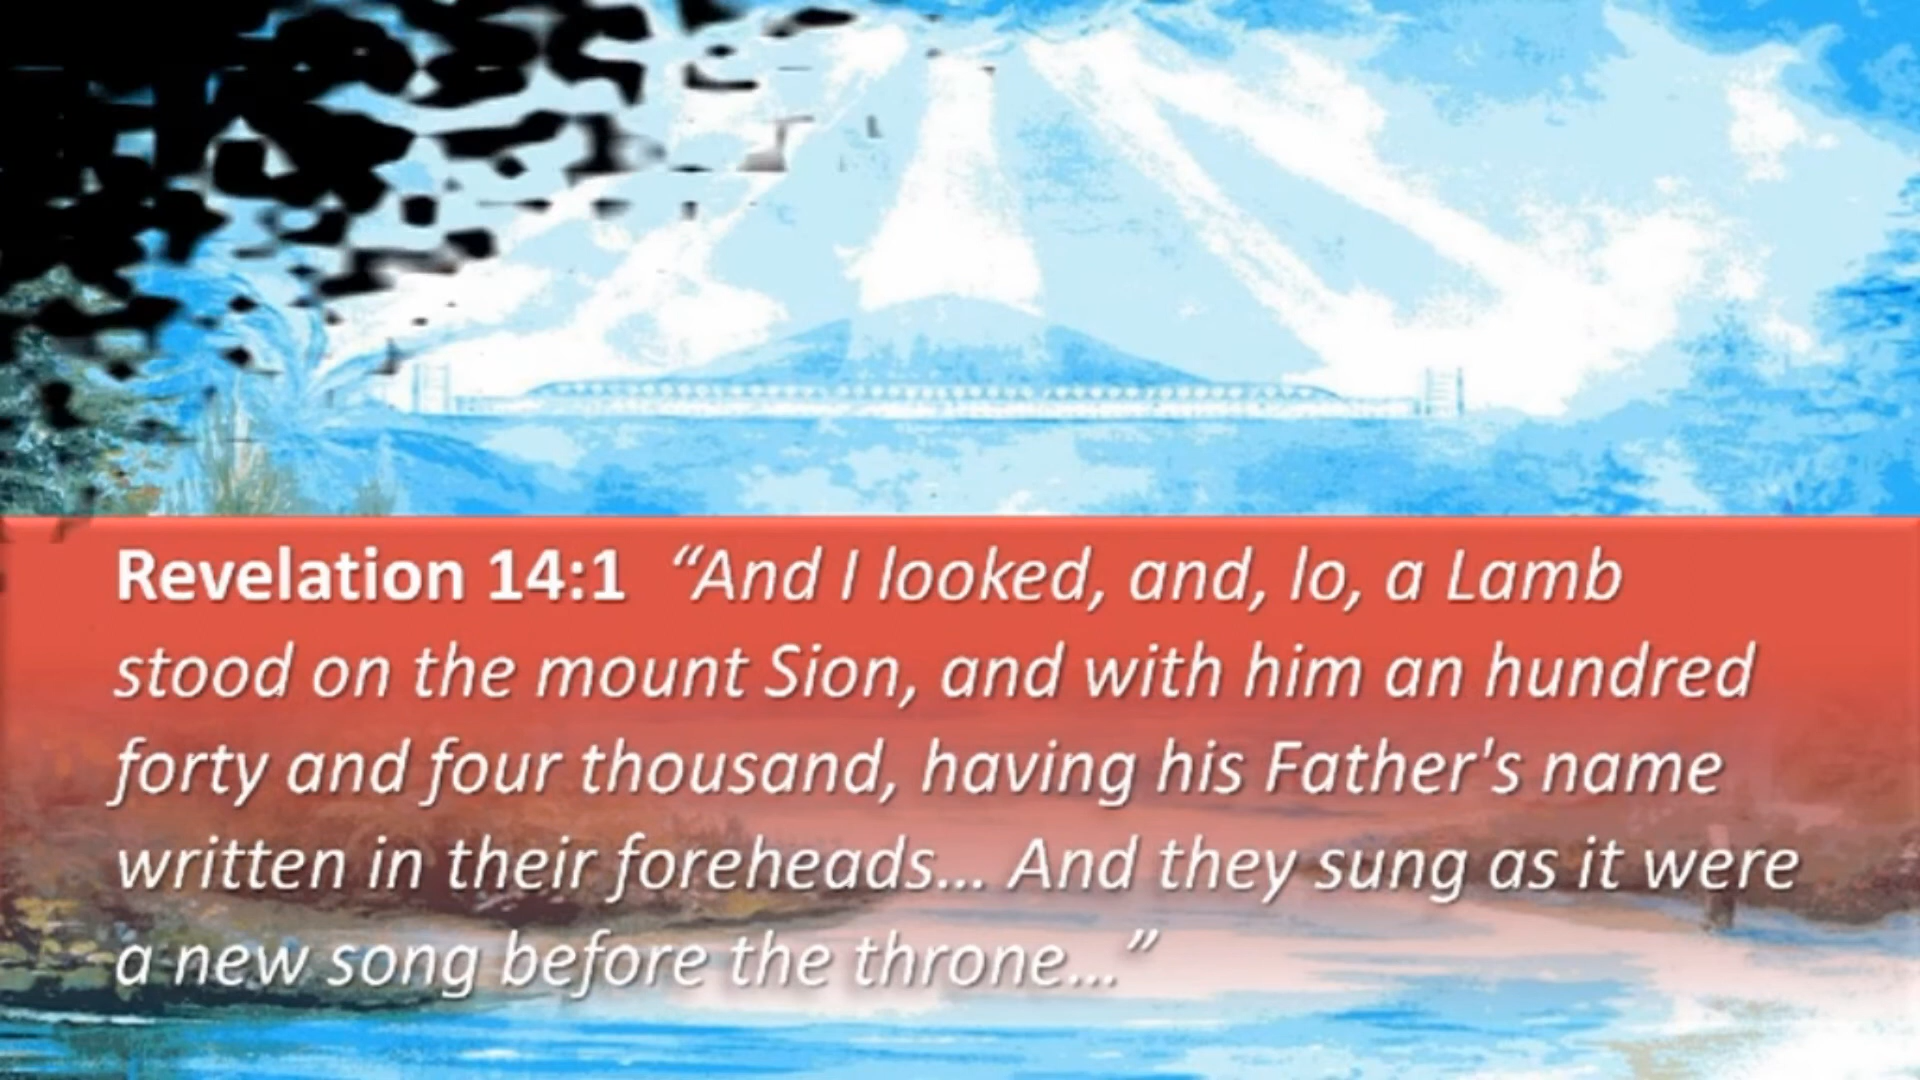 Revelation 14:1 “And I looked, and, lo, a Lamb
stood on the mount Sion, and with him an hundred
forty and four thousand, having his Father's name
written in their foreheads... And they sung as it were
a new song before the throne...”